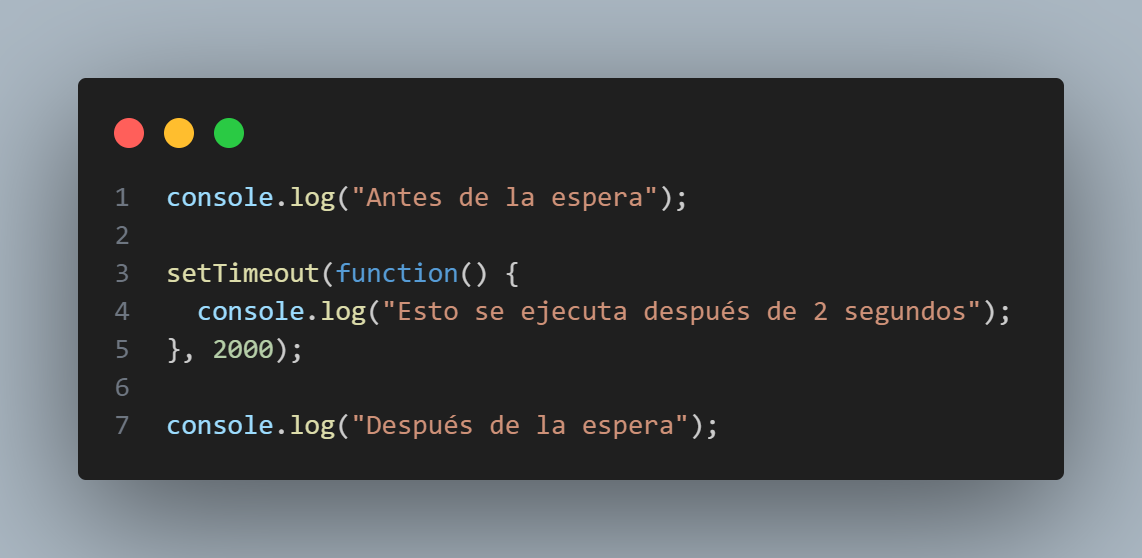 1 console.log("Antes de la espera");
2
3 setTimeout(function() {
4   console.log("Esto se ejecuta después de 2 segundos");
5 }, 2000);
6
7 console.log("Después de la espera");